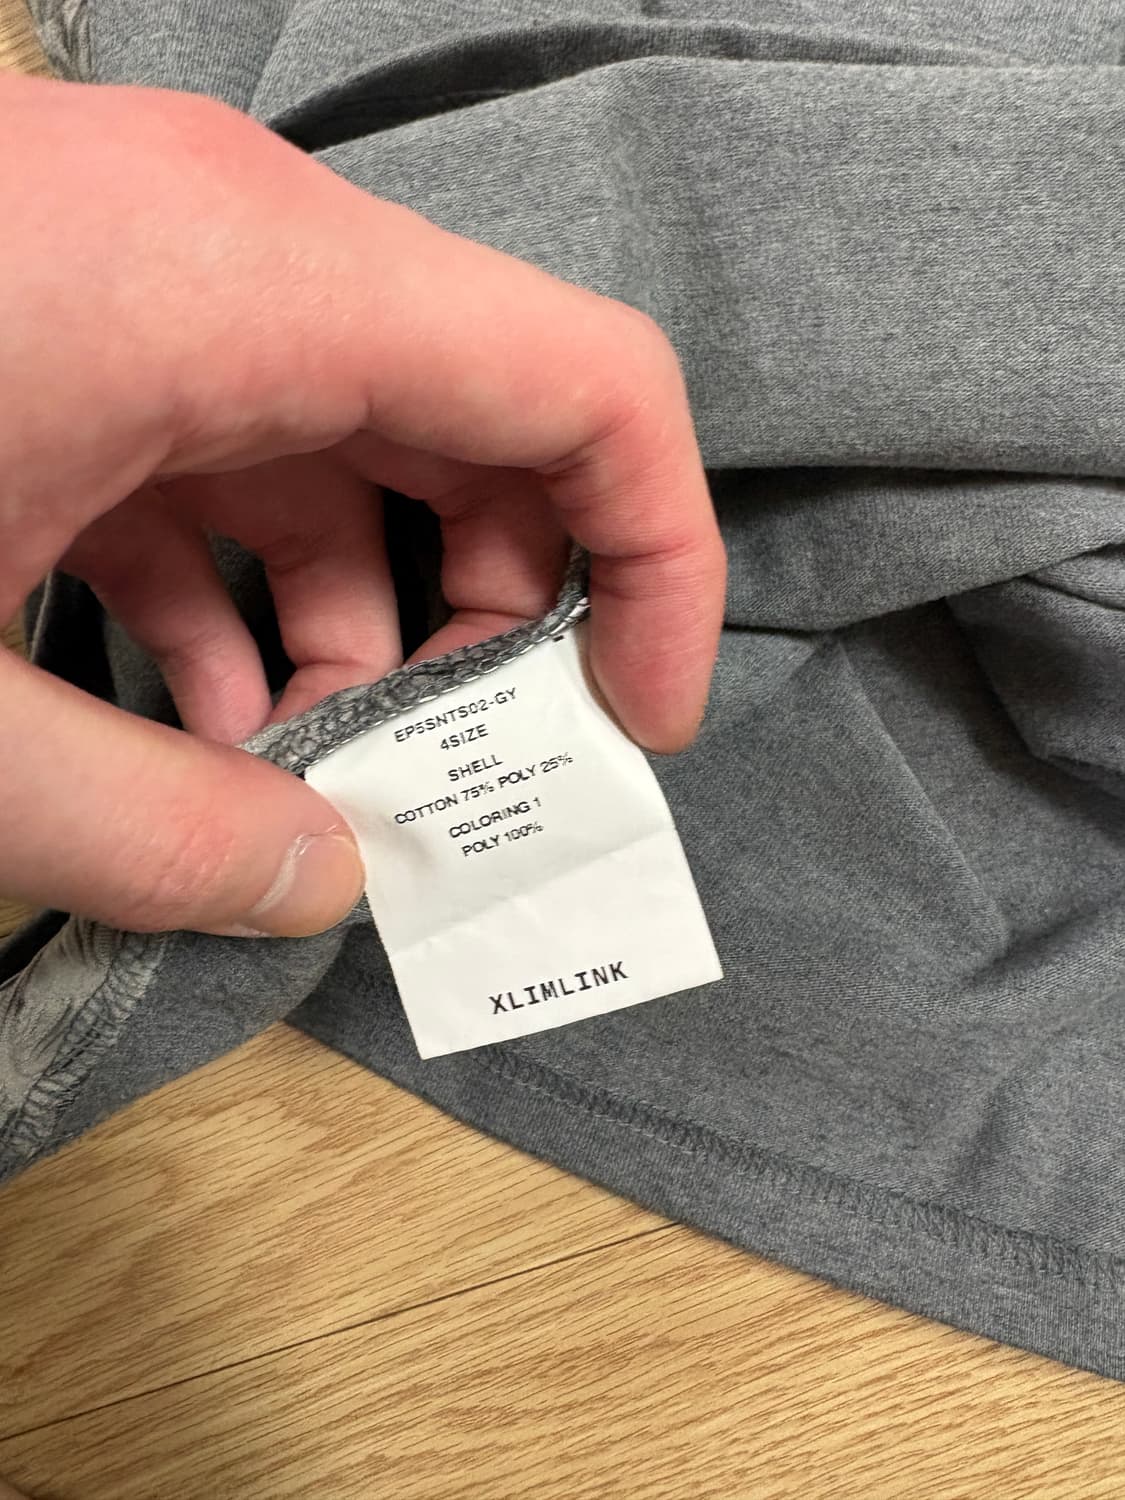 EP5SNTS02-GY
4SIZE
SHELL
COTTON 75% POLY 25%
COLORING 1
POLY 100%
XLIMLINK